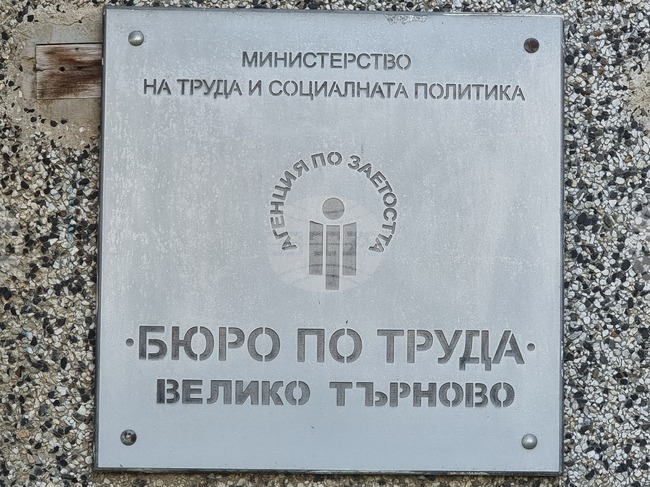 МИНИСТЕРСТВО
НА ТРУДА И СОЦИАЛНАТА ПОЛИТИКА
АГЕНЦИЯ ПО ЗАЕТОСТТА
·БЮРО ПО ТРУДА·
ВЕЛИКО ТЪРНОВО